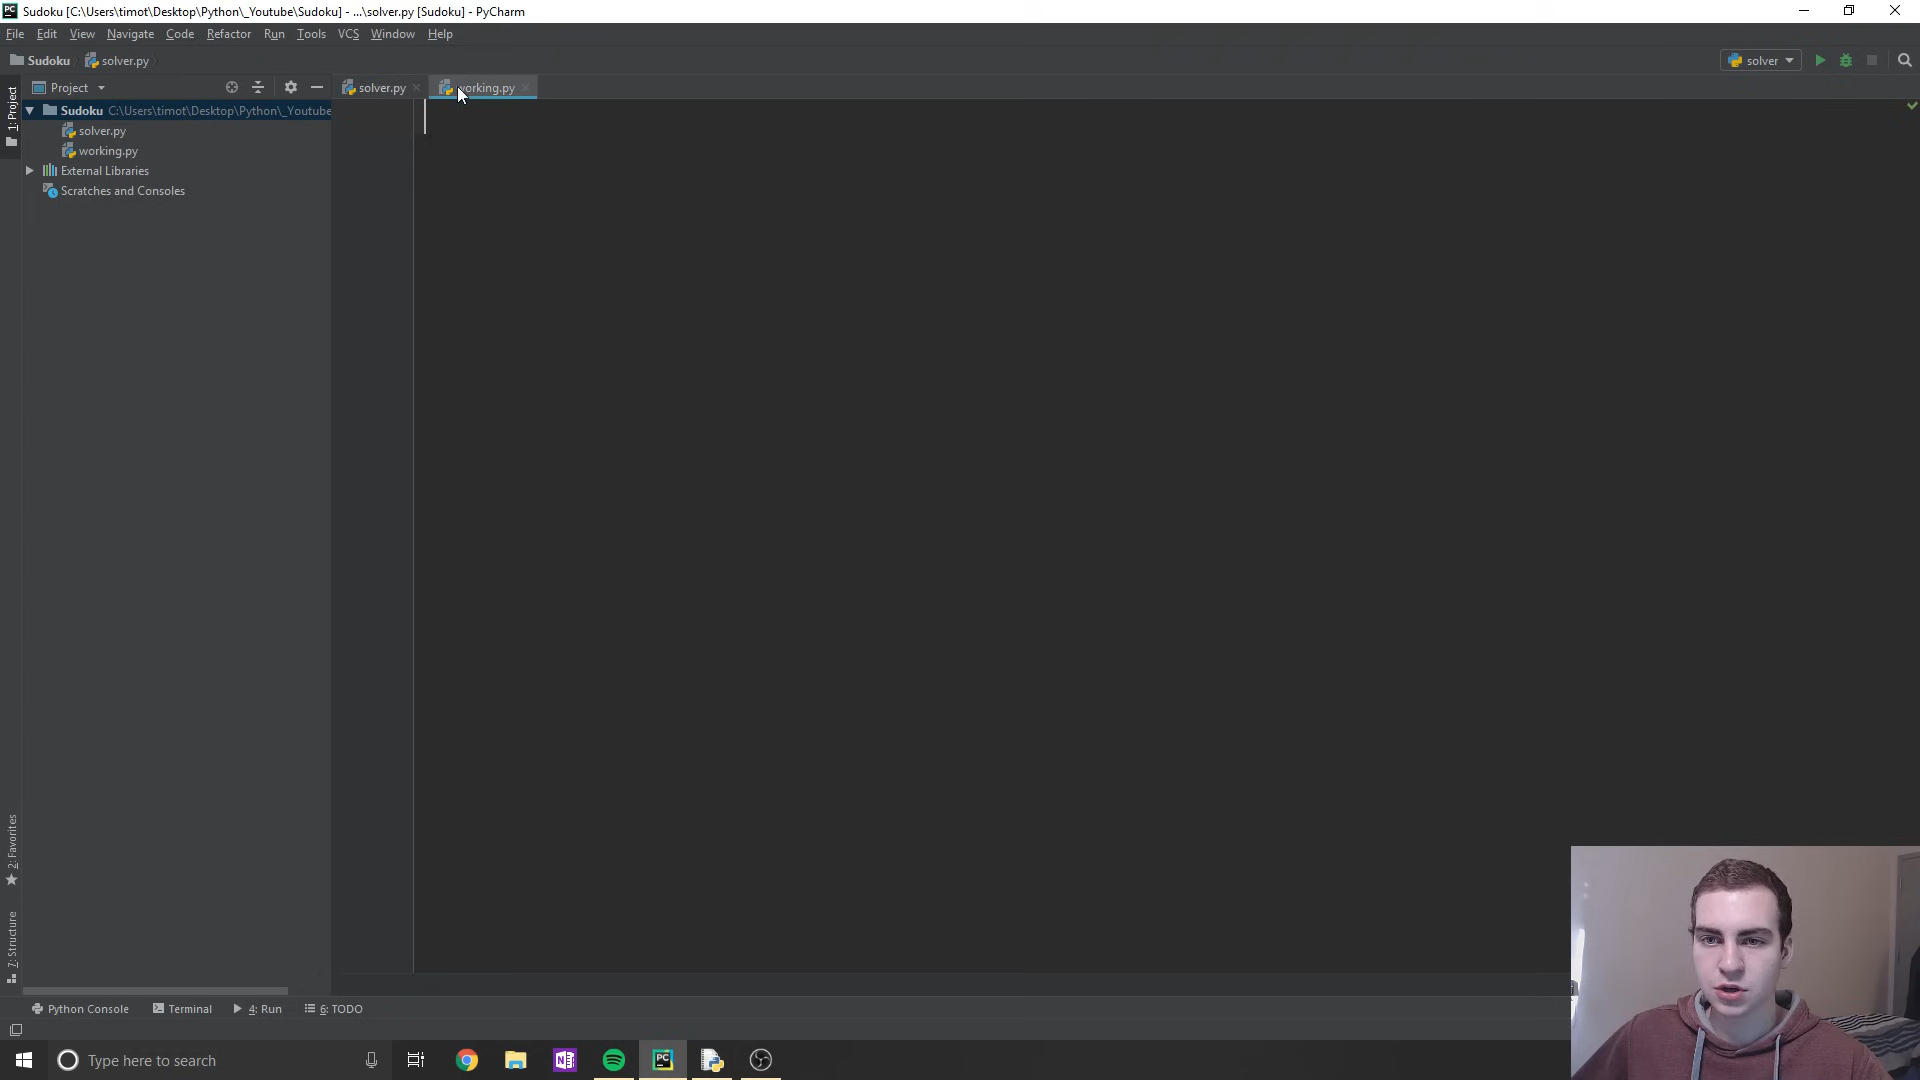 Sudoku [C:\Users\timot\Desktop\Python\_Youtube\Sudoku] - ...\solver.py [Sudoku] - PyCharm
File Edit View Navigate Code Refactor Run Tools VCS Window Help
Sudoku solver.py solver
1: Project
Project
solver.py working.py
Sudoku C:\Users\timot\Desktop\Python\_Youtube
solver.py
working.py
External Libraries
Scratches and Consoles
2: Favorites
7: Structure
Python Console Terminal 4: Run 6: TODO
Type here to search